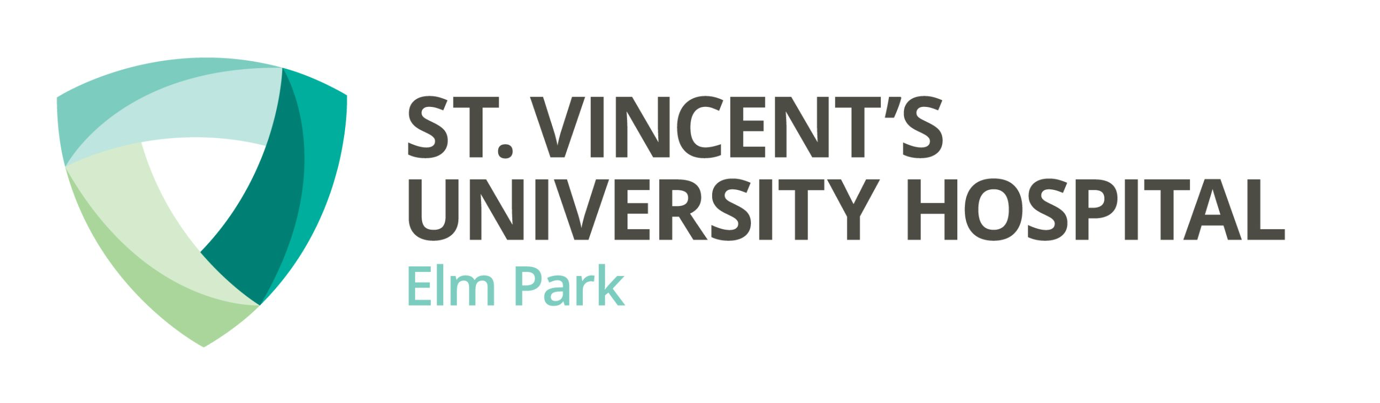 ST. VINCENT’S
UNIVERSITY HOSPITAL
Elm Park